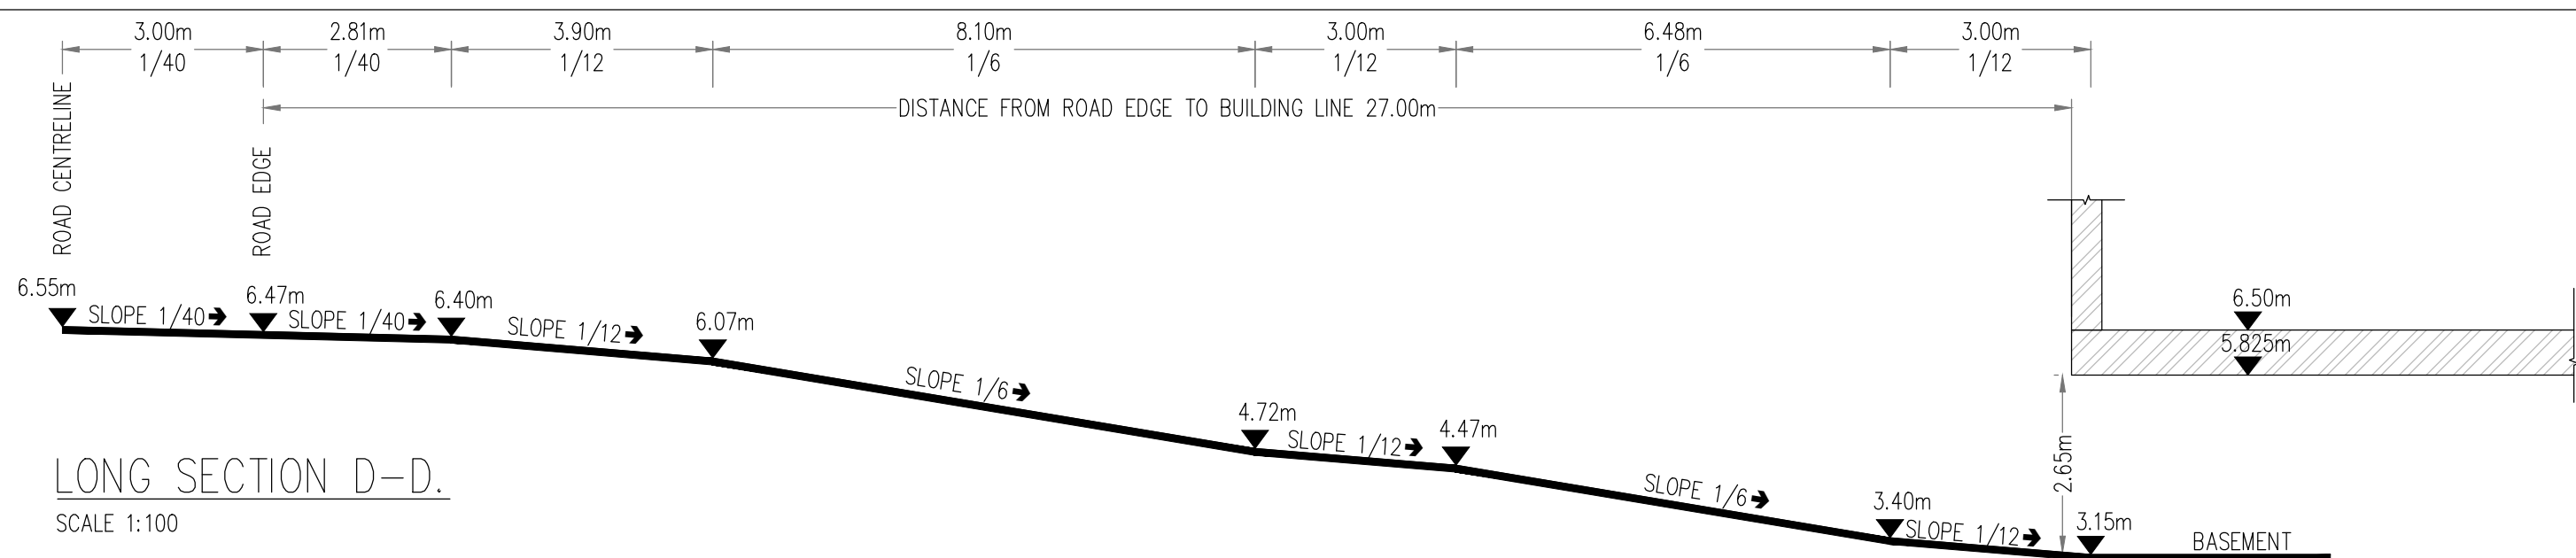 3.00m 2.81m 3.90m 8.10m 3.00m 6.48m 3.00m
1/40 1/40 1/12 1/6 1/12 1/6 1/12
DISTANCE FROM ROAD EDGE TO BUILDING LINE 27.00m
ROAD CENTRELINE
ROAD EDGE
6.55m
SLOPE 1/40
6.47m
SLOPE 1/40
6.40m
SLOPE 1/12
6.07m
SLOPE 1/6
4.72m
SLOPE 1/12
4.47m
SLOPE 1/6
3.40m
SLOPE 1/12
3.15m
BASEMENT
2.65m
6.50m
5.825m
LONG SECTION D-D.
SCALE 1:100